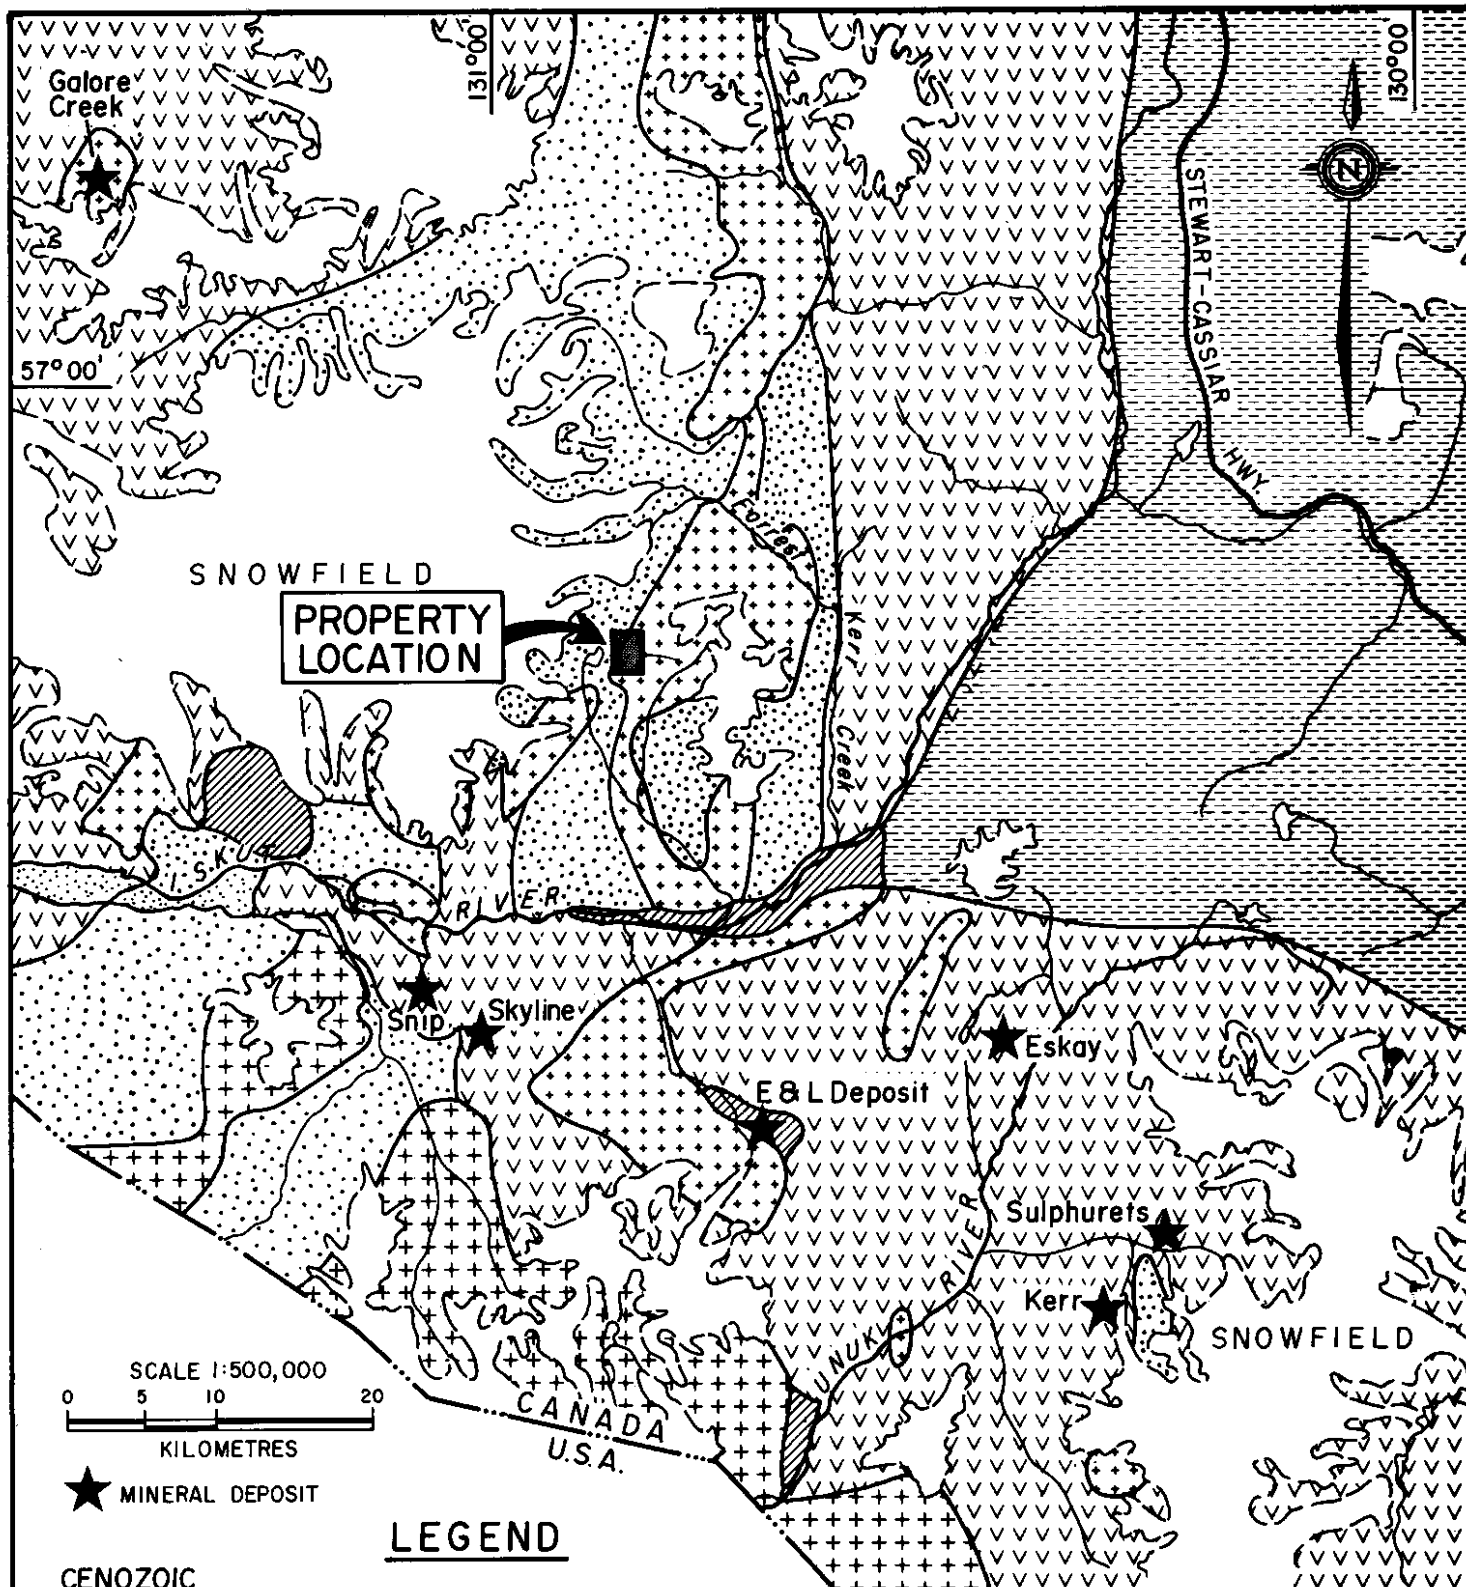 Galore
Creek
131°00'
130°00'
N
STEWART-CASSIAR
HWY
57°00'
Forrest
Kerr
Creek
SNOWFIELD
PROPERTY
LOCATION
ISKUT
RIVER
Snip
Skyline
Eskay
E & L Deposit
Sulphurets
UNUK
RIVER
Kerr
SNOWFIELD
SCALE 1:500,000
0 5 10 20
KILOMETRES
CANADA
U.S.A.
MINERAL DEPOSIT
LEGEND
CENOZOIC